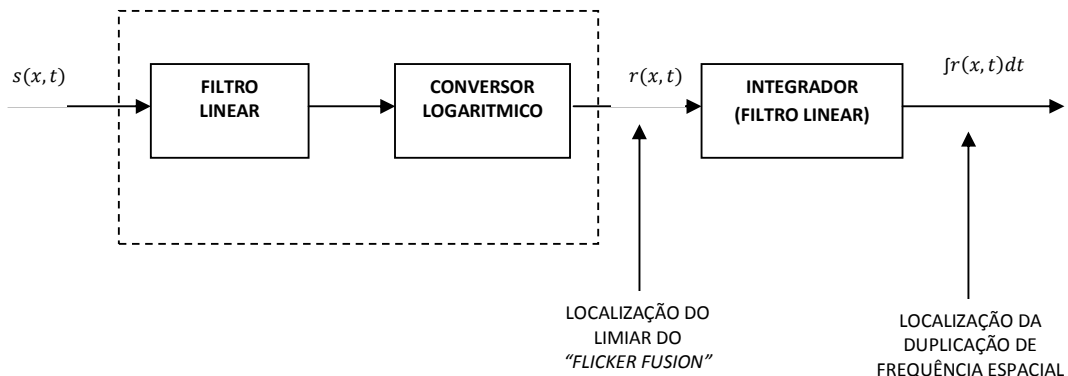 s(x, t)
FILTRO
LINEAR
CONVERSOR
LOGARITMICO
r(x, t)
INTEGRADOR
(FILTRO LINEAR)
∫r(x, t)dt
LOCALIZAÇÃO DO
LIMIAR DO
“FLICKER FUSION”
LOCALIZAÇÃO DA
DUPLICAÇÃO DE
FREQUÊNCIA ESPACIAL